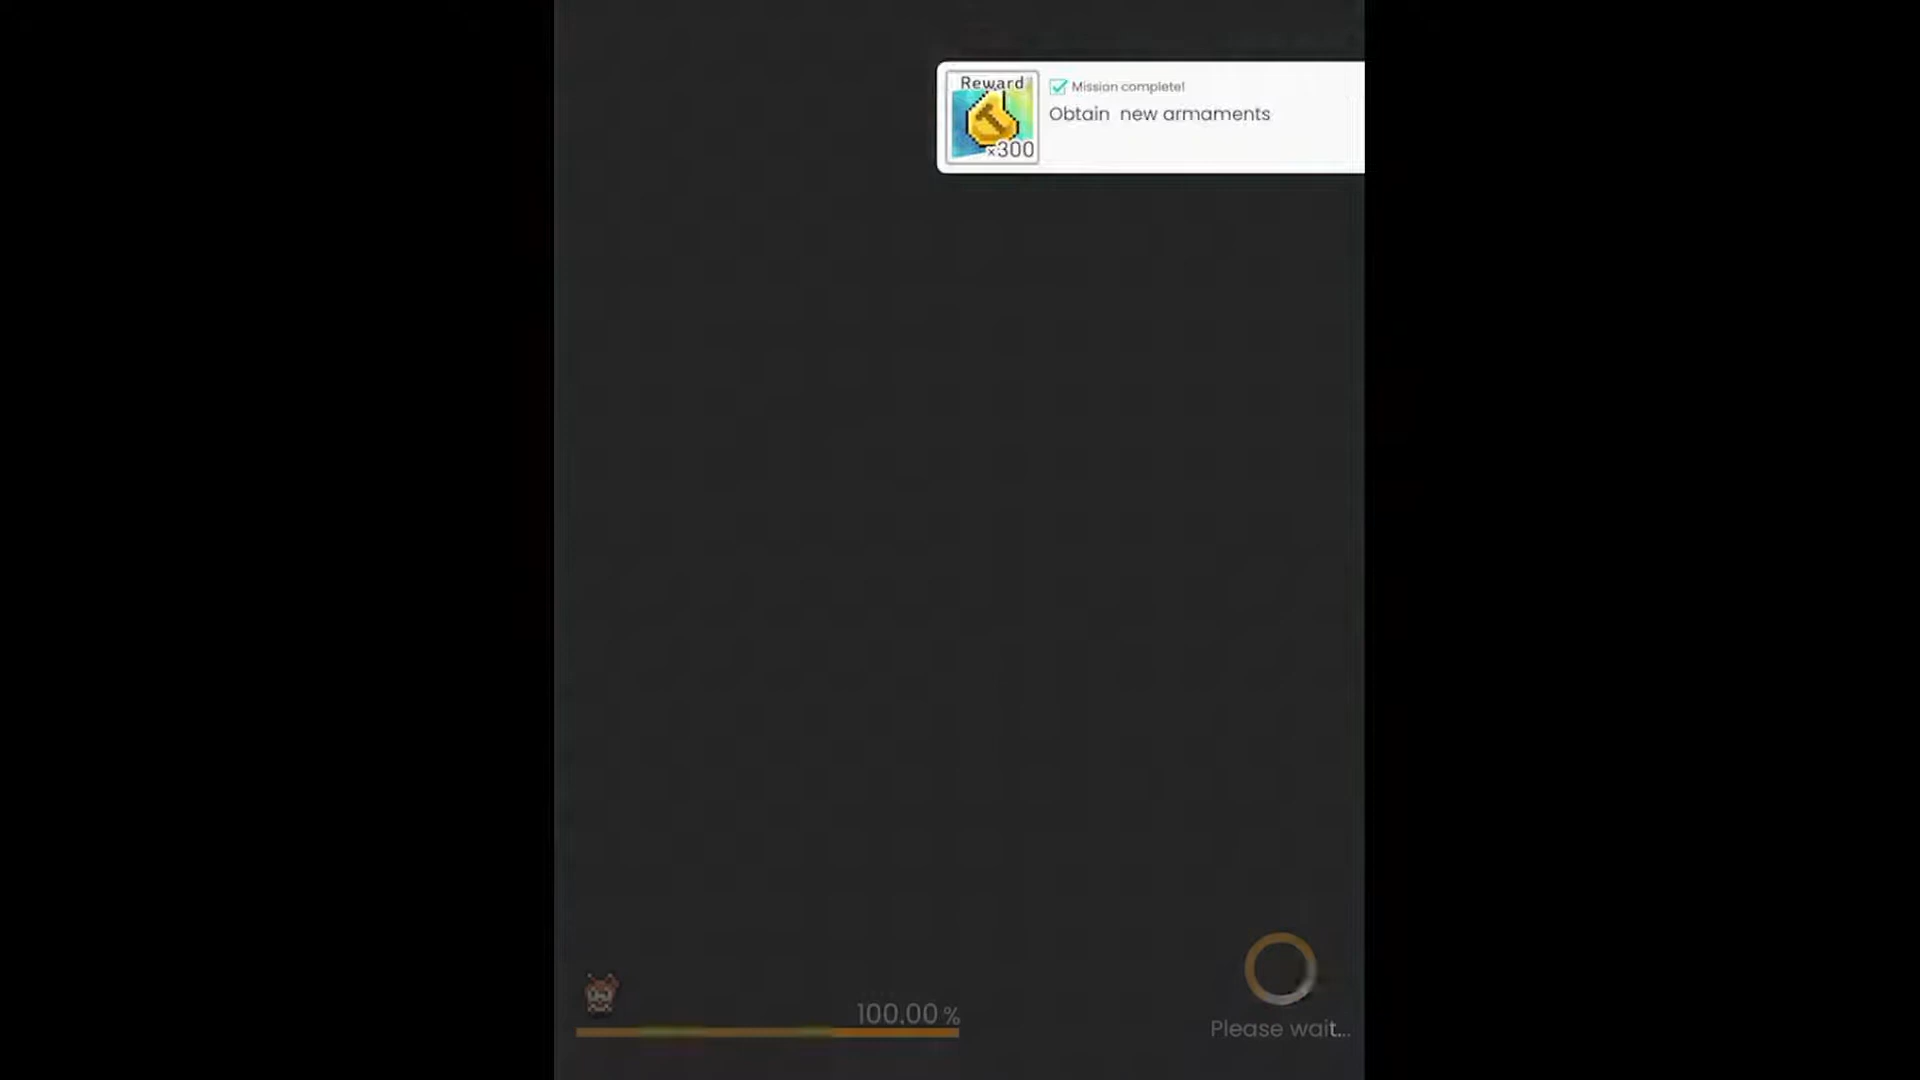 Reward
×300
Mission complete!
Obtain new armaments
100.00 %
Please wait...